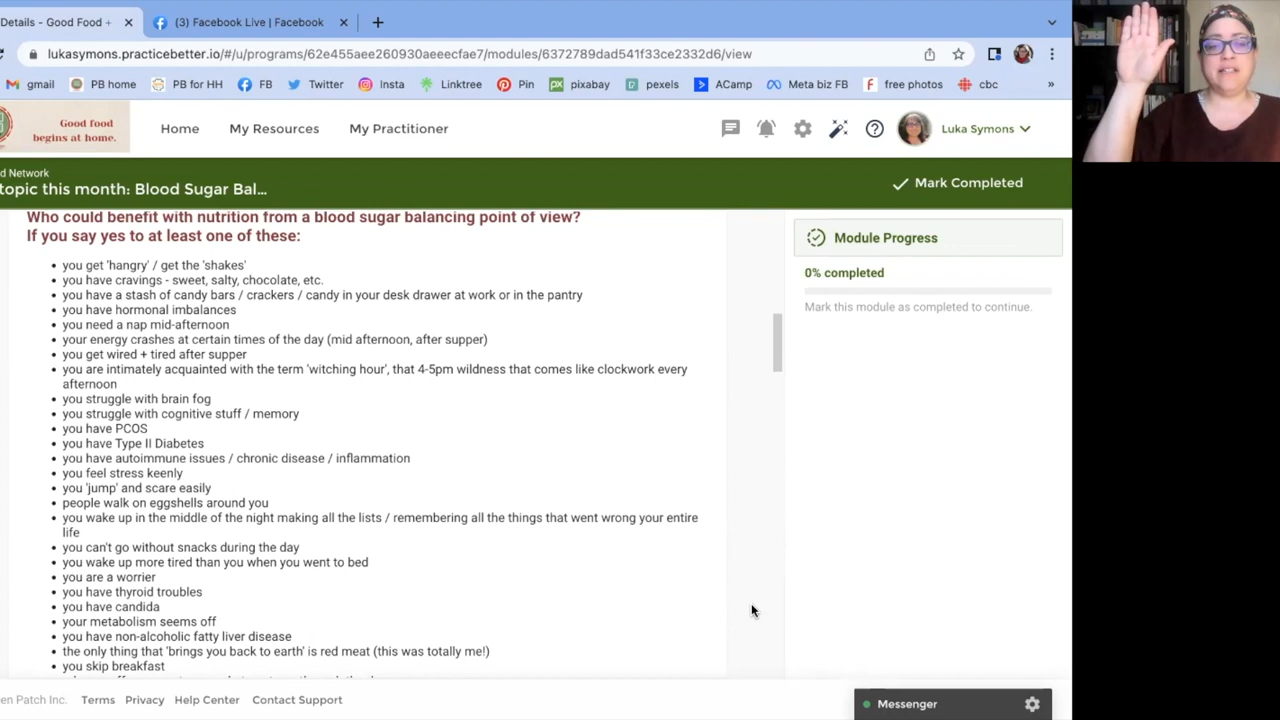 Details - Good Food +
(3) Facebook Live | Facebook
lukasymons.practicebetter.io/#/u/programs/62e455aee260930aeeecfae7/modules/6372789dad541f33ce2332d6/view
gmail
PB home
PB for HH
FB
Twitter
Insta
Linktree
Pin
pixabay
pexels
ACamp
Meta biz FB
free photos
cbc
»
Good food
begins at home.
Home
My Resources
My Practitioner
Luka Symons
d Network
topic this month: Blood Sugar Bal...
Mark Completed
Who could benefit with nutrition from a blood sugar balancing point of view?
If you say yes to at least one of these:
• you get 'hangry' / get the 'shakes'
• you have cravings - sweet, salty, chocolate, etc.
• you have a stash of candy bars / crackers / candy in your desk drawer at work or in the pantry
• you have hormonal imbalances
• you need a nap mid-afternoon
• your energy crashes at certain times of the day (mid afternoon, after supper)
• you get wired + tired after supper
• you are intimately acquainted with the term 'witching hour', that 4-5pm wildness that comes like clockwork every
afternoon
• you struggle with brain fog
• you struggle with cognitive stuff / memory
• you have PCOS
• you have Type II Diabetes
• you have autoimmune issues / chronic disease / inflammation
• you feel stress keenly
• you 'jump' and scare easily
• people walk on eggshells around you
• you wake up in the middle of the night making all the lists / remembering all the things that went wrong your entire
life
• you can't go without snacks during the day
• you wake up more tired than you when you went to bed
• you are a worrier
• you have thyroid troubles
• you have candida
• your metabolism seems off
• you have non-alcoholic fatty liver disease
• the only thing that 'brings you back to earth' is red meat (this was totally me!)
• you skip breakfast
Module Progress
0% completed
Mark this module as completed to continue.
en Patch Inc.
Terms
Privacy
Help Center
Contact Support
Messenger